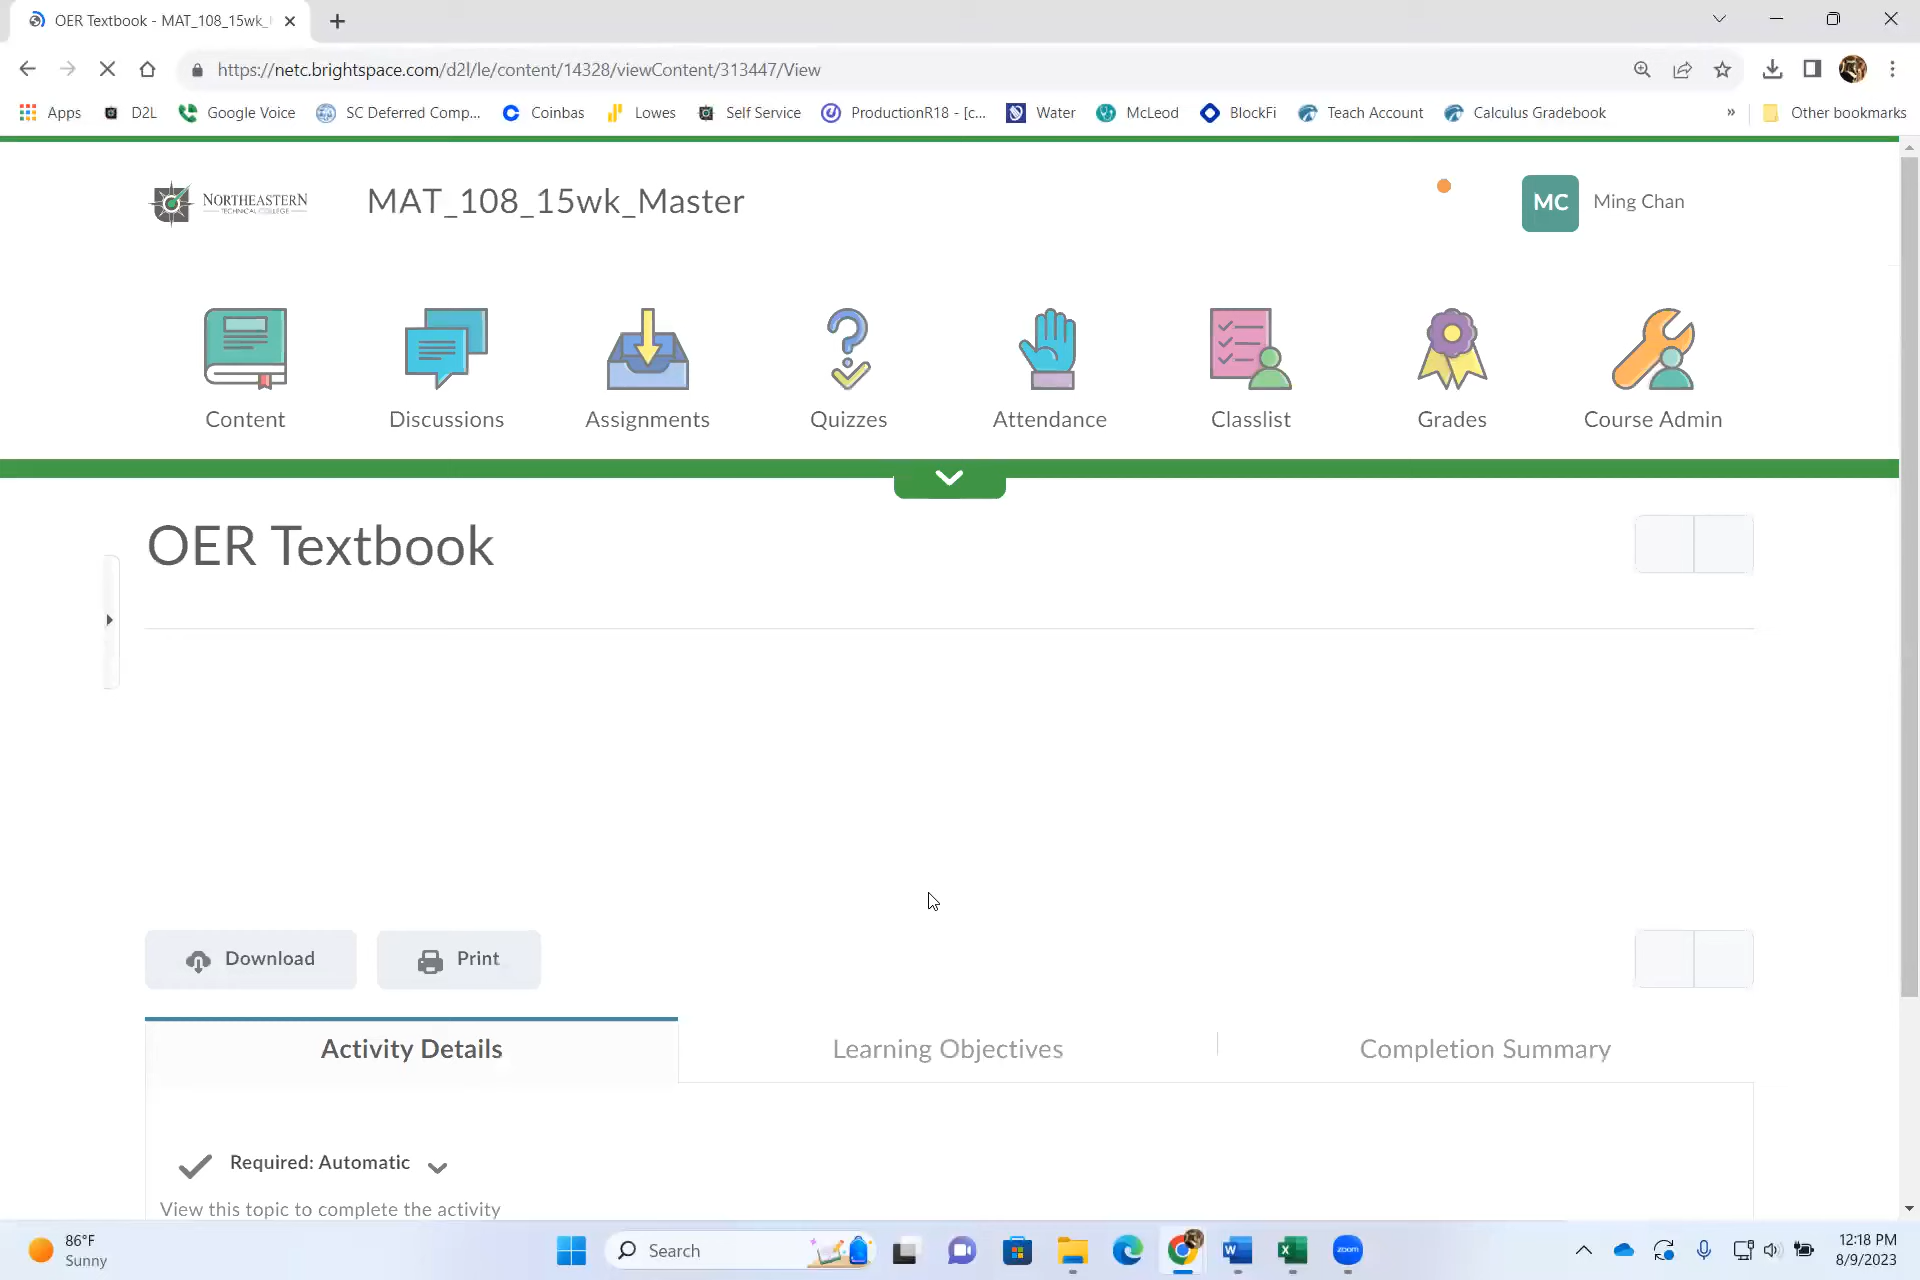 OER Textbook - MAT_108_15wk_
https://netc.brightspace.com/d2l/le/content/14328/viewContent/313447/View
Apps D2L Google Voice SC Deferred Comp... Coinbas Lowes Self Service ProductionR18 - [c... Water McLeod BlockFi Teach Account Calculus Gradebook » Other bookmarks
NORTHEASTERN
TECHNICAL COLLEGE
MAT_108_15wk_Master
MC Ming Chan
Content Discussions Assignments Quizzes Attendance Classlist Grades Course Admin
OER Textbook
Download Print
Activity Details Learning Objectives Completion Summary
Required: Automatic
View this topic to complete the activity
86°F
Sunny
Search
zoom
12:18 PM
8/9/2023